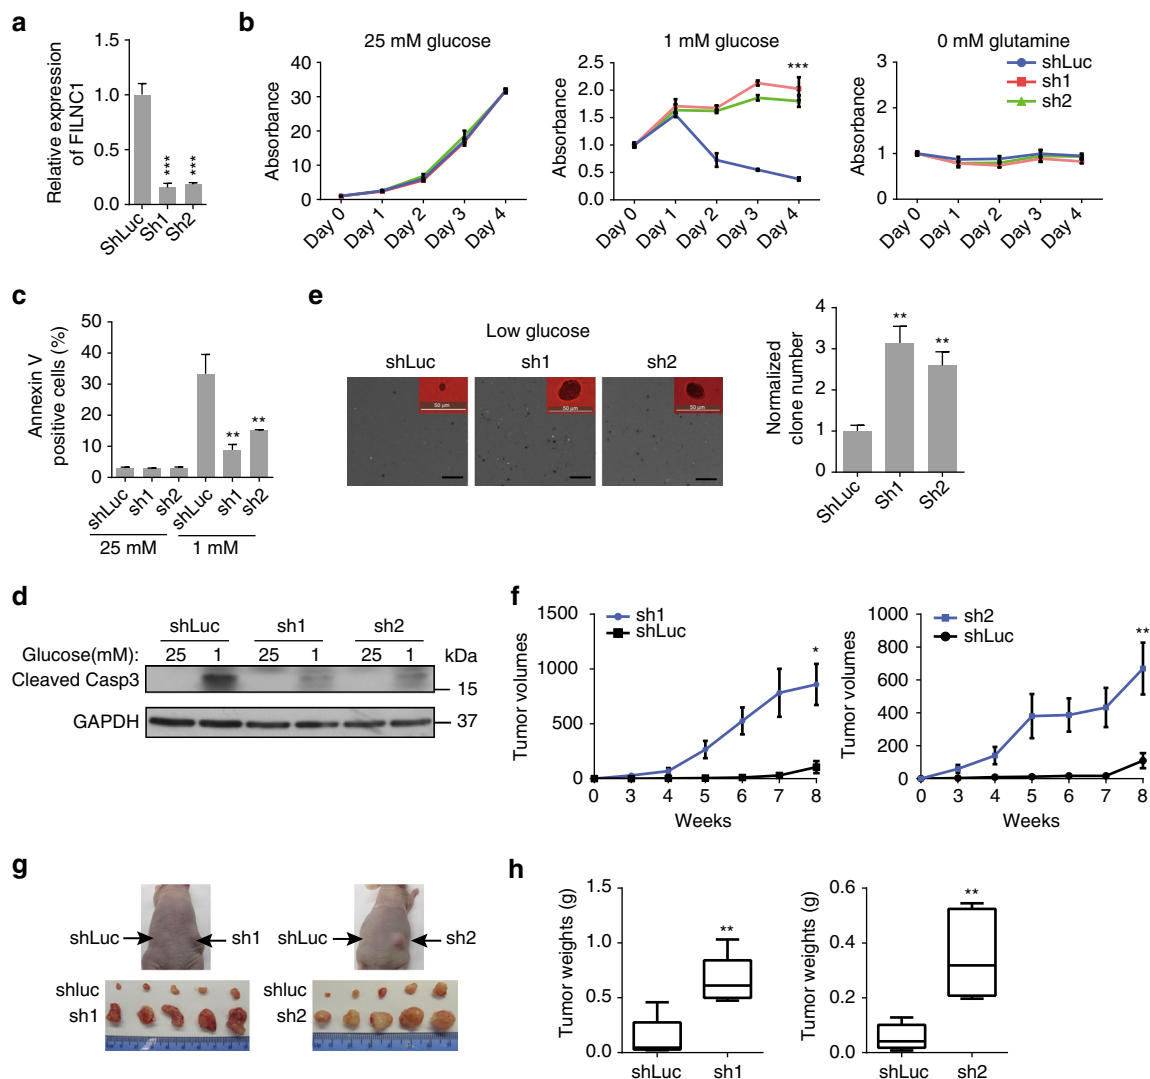 a
Relative expression
of FILNC1
1.5
1.0
0.5
0.0
***
***
ShLuc
Sh1
Sh2
b
25 mM glucose
Absorbance
40
30
20
10
0
Day 0
Day 1
Day 2
Day 3
Day 4
1 mM glucose
Absorbance
2.5
2.0
1.5
1.0
0.5
0.0
***
Day 0
Day 1
Day 2
Day 3
Day 4
0 mM glutamine
Absorbance
3
2
1
0
shLuc
sh1
sh2
Day 0
Day 1
Day 2
Day 3
Day 4
c
Annexin V
positive cells (%)
50
40
30
20
10
0
**
**
shLuc
sh1
sh2
shLuc
sh1
sh2
25 mM
1 mM
e
Low glucose
shLuc
sh1
sh2
50 µm
50 µm
50 µm
Normalized
clone number
4
3
2
1
0
**
**
ShLuc
Sh1
Sh2
d
shLuc
sh1
sh2
Glucose(mM):
25
1
25
1
25
1
kDa
Cleaved Casp3
15
GAPDH
37
f
Tumor volumes
1500
1000
500
0
sh1
shLuc
*
0
3
4
5
6
7
8
Weeks
Tumor volumes
1000
800
600
400
200
0
sh2
shLuc
**
0
3
4
5
6
7
8
Weeks
g
shLuc
sh1
shLuc
sh2
shluc
sh1
shluc
sh2
h
Tumor weights (g)
1.5
1.0
0.5
0.0
**
shLuc
sh1
Tumor weights (g)
0.6
0.4
0.2
0.0
**
shLuc
sh2